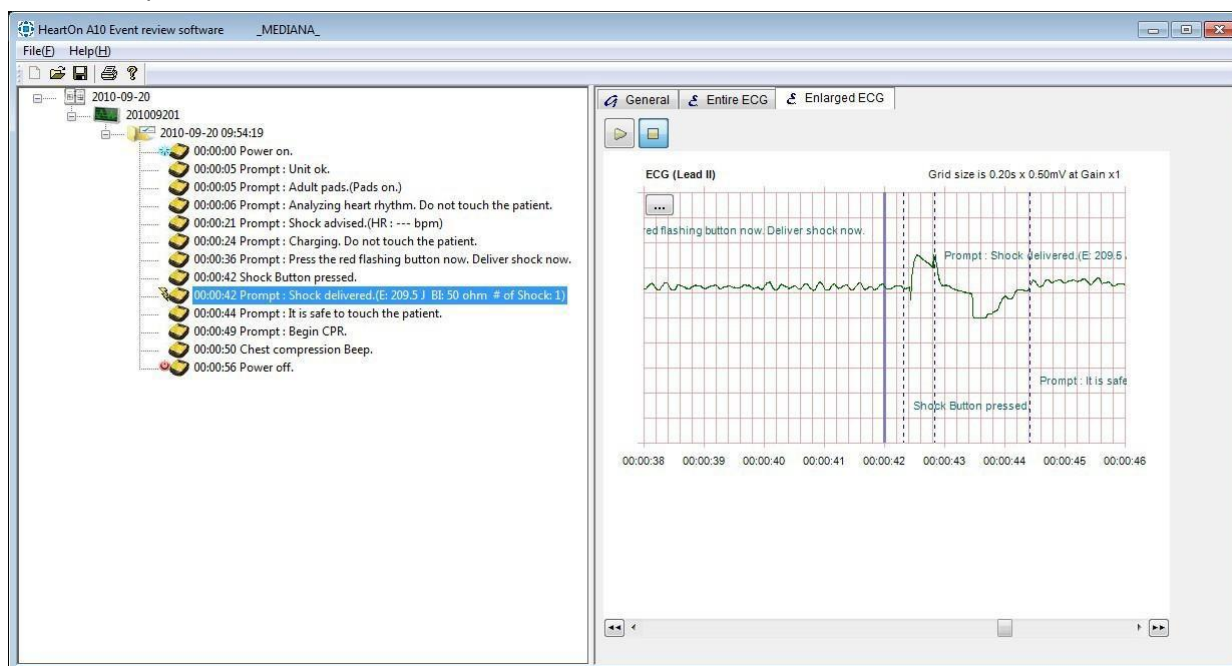 HeartOn A10 Event review software _MEDIANA_
File(F) Help(H)
2010-09-20
201009201
2010-09-20 09:54:19
00:00:00 Power on.
00:00:05 Prompt : Unit ok.
00:00:05 Prompt : Adult pads.(Pads on.)
00:00:06 Prompt : Analyzing heart rhythm. Do not touch the patient.
00:00:21 Prompt : Shock advised.(HR : --- bpm)
00:00:24 Prompt : Charging. Do not touch the patient.
00:00:36 Prompt : Press the red flashing button now. Deliver shock now.
00:00:42 Shock Button pressed.
00:00:42 Prompt : Shock delivered.(E: 209.5 J BI: 50 ohm # of Shock: 1)
00:00:44 Prompt : It is safe to touch the patient.
00:00:49 Prompt : Begin CPR.
00:00:50 Chest compression Beep.
00:00:56 Power off.
General Entire ECG Enlarged ECG
ECG (Lead II) Grid size is 0.20s x 0.50mV at Gain x1
...
red flashing button now. Deliver shock now.
Prompt : Shock delivered.(E: 209.5
Prompt : It is safe
Shock Button pressed.
00:00:38 00:00:39 00:00:40 00:00:41 00:00:42 00:00:43 00:00:44 00:00:45 00:00:46